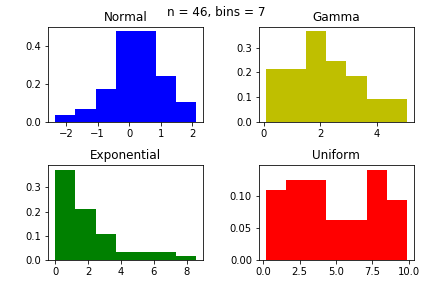 n = 46, bins = 7
Normal
Gamma
0.4
0.2
0.0
−2 −1 0 1 2
0.3
0.2
0.1
0.0
0 2 4
Exponential
Uniform
0.3
0.2
0.1
0.0
0 2 4 6 8
0.10
0.05
0.00
0.0 2.5 5.0 7.5 10.0